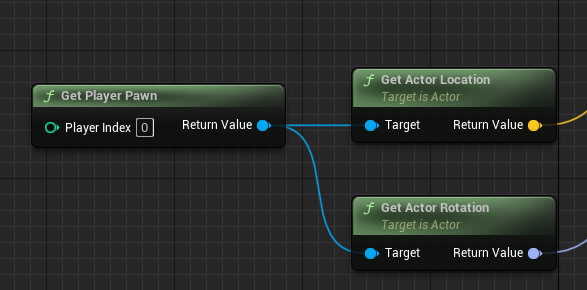 Get Player Pawn
Player Index 0 Return Value
Get Actor Location
Target is Actor
Target Return Value
Get Actor Rotation
Target is Actor
Target Return Value